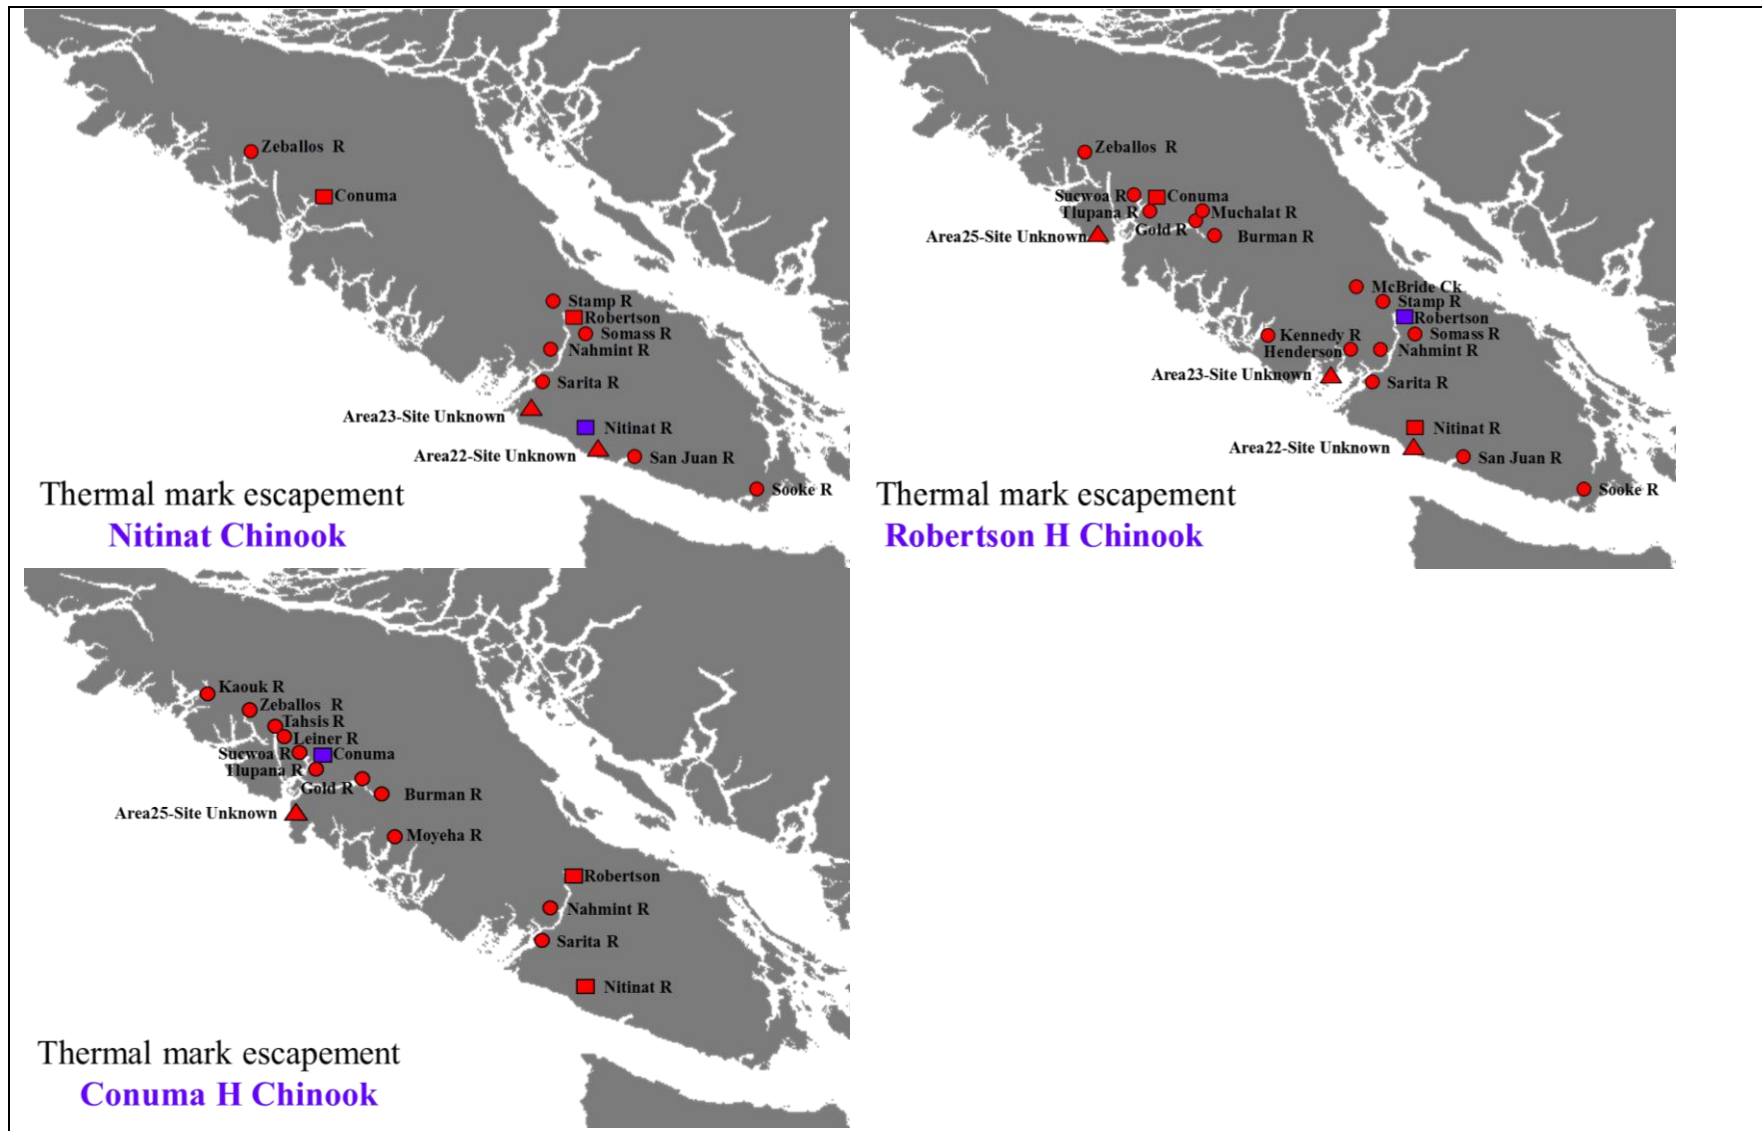 Zeballos R
Conuma
Stamp R
Robertson
Somass R
Nahmint R
Sarita R
Area23-Site Unknown
Nitinat R
Area22-Site Unknown
San Juan R
Sooke R
Thermal mark escapement
Nitinat Chinook
Zeballos R
Sucwoa R
Conuma
Tlupana R
Muchalat R
Gold R
Area25-Site Unknown
Burman R
McBride Ck
Stamp R
Robertson
Kennedy R
Somass R
Henderson
Nahmint R
Area23-Site Unknown
Sarita R
Nitinat R
Area22-Site Unknown
San Juan R
Sooke R
Thermal mark escapement
Robertson H Chinook
Kaouk R
Zeballos R
Tahsis R
Leiner R
Sucwoa R
Conuma
Tlupana R
Gold R
Burman R
Area25-Site Unknown
Moyeha R
Robertson
Nahmint R
Sarita R
Nitinat R
Thermal mark escapement
Conuma H Chinook